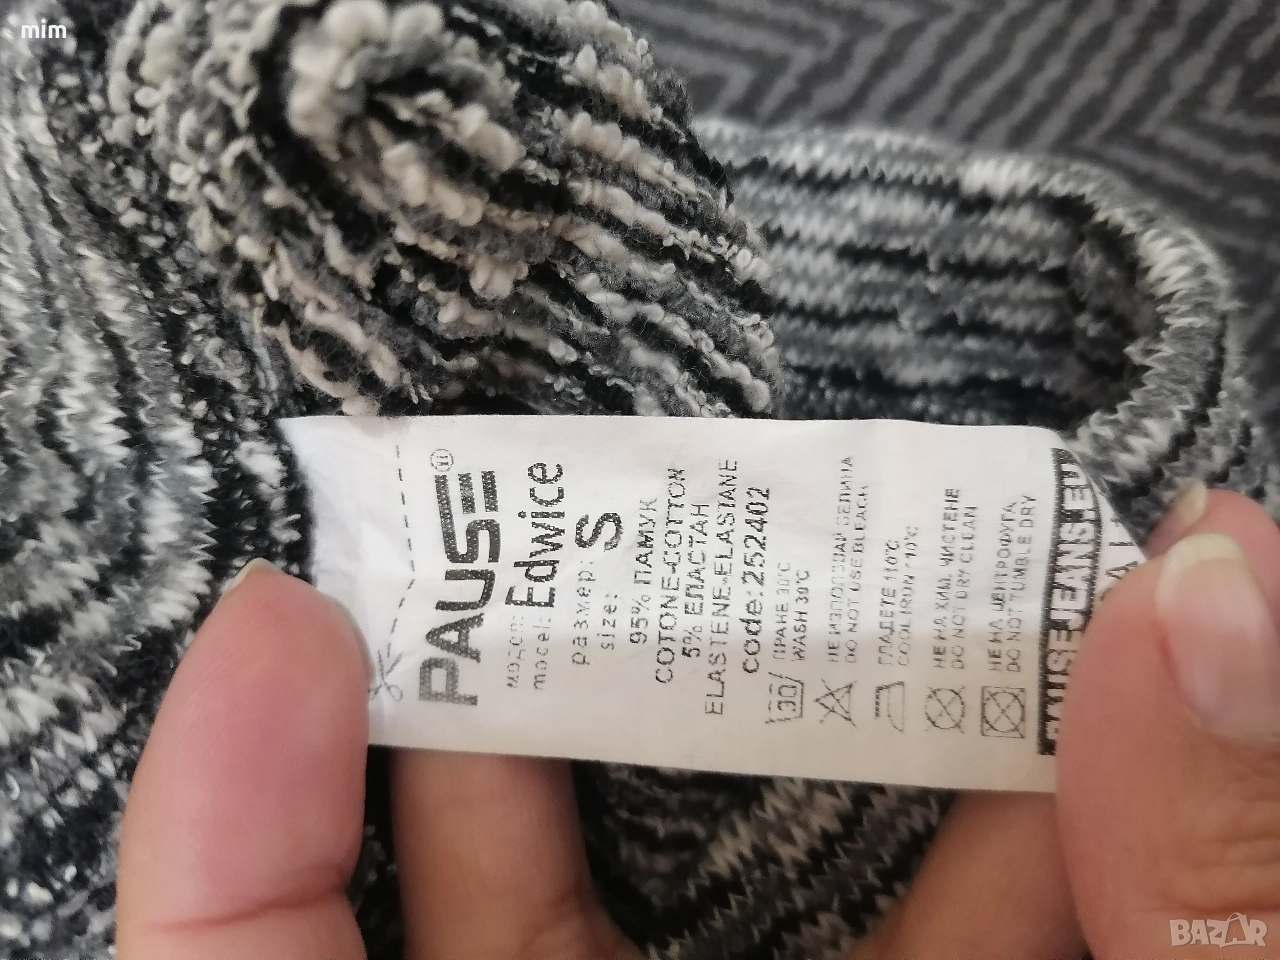 mim
PAUSE®
модел:
mocel: Edwice
размер:
size: S
95% ПАМУК
COTONE-COTTON
5% ЕЛАСТАН
ELASTENE-ELASTANE
code:252402
30
ПРАНЕ 30°C
WASH 30°C
НЕ ИЗПОЛЗВАЙ БЕЛИНА
DO NOT USE BLEACH
ГЛАДЕТЕ 110°C
COOL IRON 110°C
НЕ НА ХИМ. ЧИСТЕНЕ
DO NOT DRY CLEAN
НЕ НА ЦЕНТРОФУГА
DO NOT TUMBLE DRY
PAUSE JEANS
BAZAR